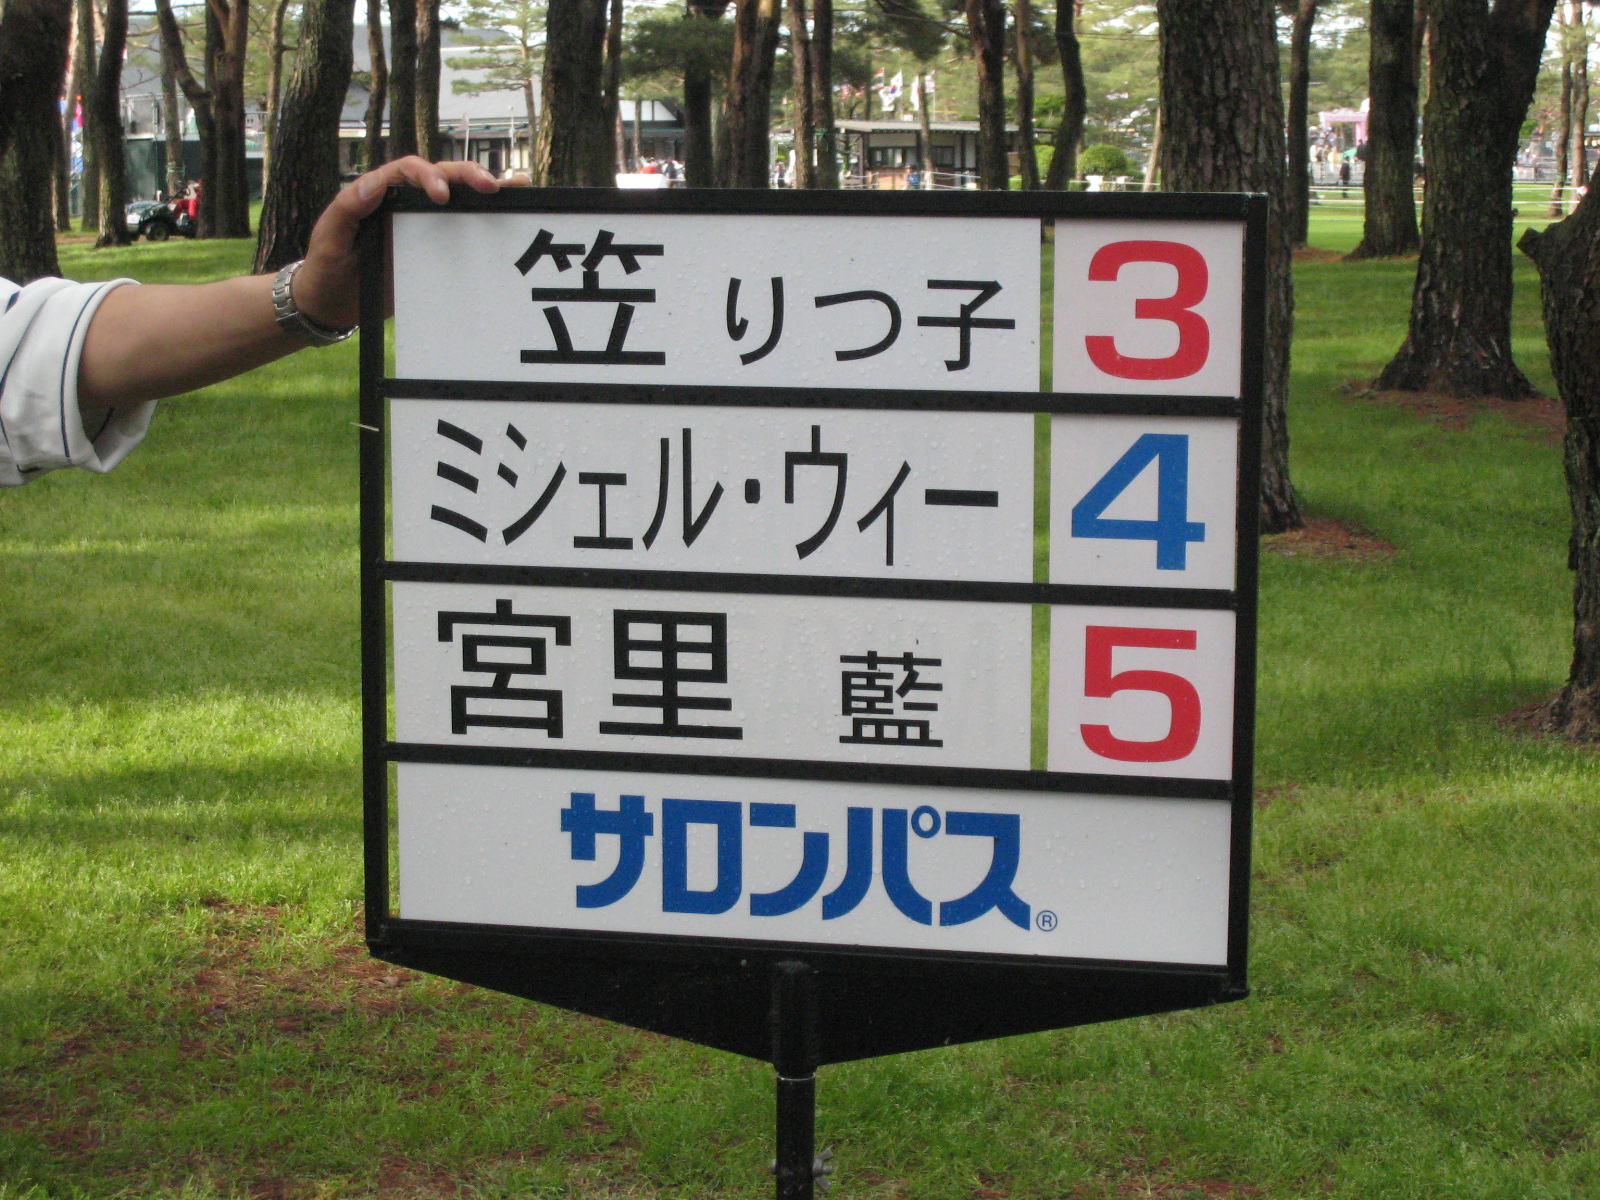 笠 りつ子 3
ミシェル・ウィー 4
宮里 藍 5
サロンパス®